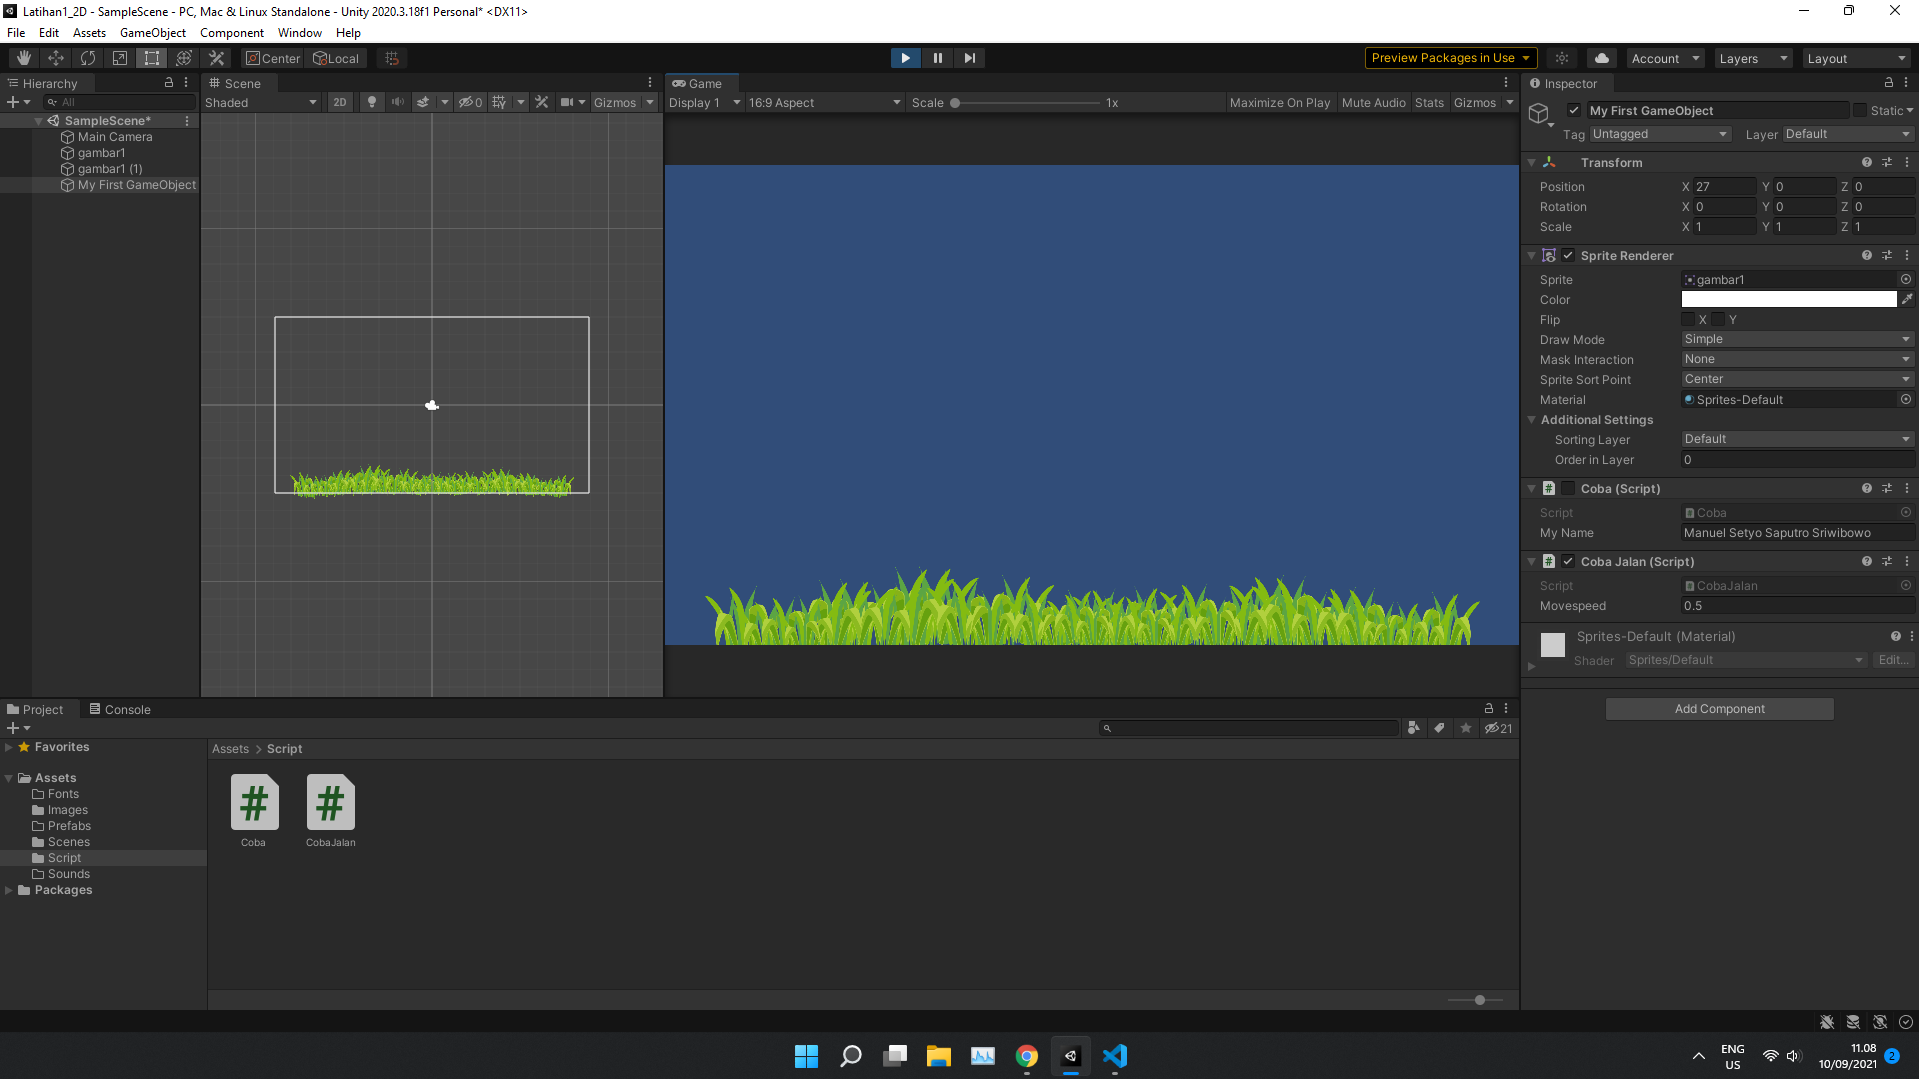 Latihan1_2D - SampleScene - PC, Mac & Linux Standalone - Unity 2020.3.18f1 Personal* <DX11>
File Edit Assets GameObject Component Window Help
Center Local Preview Packages in Use Account Layers Layout
Hierarchy
All
SampleScene*
Main Camera
gambar1
gambar1 (1)
My First GameObject
Scene
Shaded 2D 0 Gizmos
Game
Display 1 16:9 Aspect Scale 1x Maximize On Play Mute Audio Stats Gizmos
Inspector
My First GameObject Static
Tag Untagged Layer Default
Transform
Position X 27 Y 0 Z 0
Rotation X 0 Y 0 Z 0
Scale X 1 Y 1 Z 1
Sprite Renderer
Sprite gambar1
Color
Flip X Y
Draw Mode Simple
Mask Interaction None
Sprite Sort Point Center
Material Sprites-Default
Additional Settings
Sorting Layer Default
Order in Layer 0
# Coba (Script)
Script Coba
My Name Manuel Setyo Saputro Sriwibowo
# Coba Jalan (Script)
Script CobaJalan
Movespeed 0.5
Sprites-Default (Material)
Shader Sprites/Default Edit...
Add Component
Project Console
21
Favorites
Assets
Fonts
Images
Prefabs
Scenes
Script
Sounds
Packages
Assets > Script
# #
Coba CobaJalan
ENG
US
11.08
10/09/2021
2